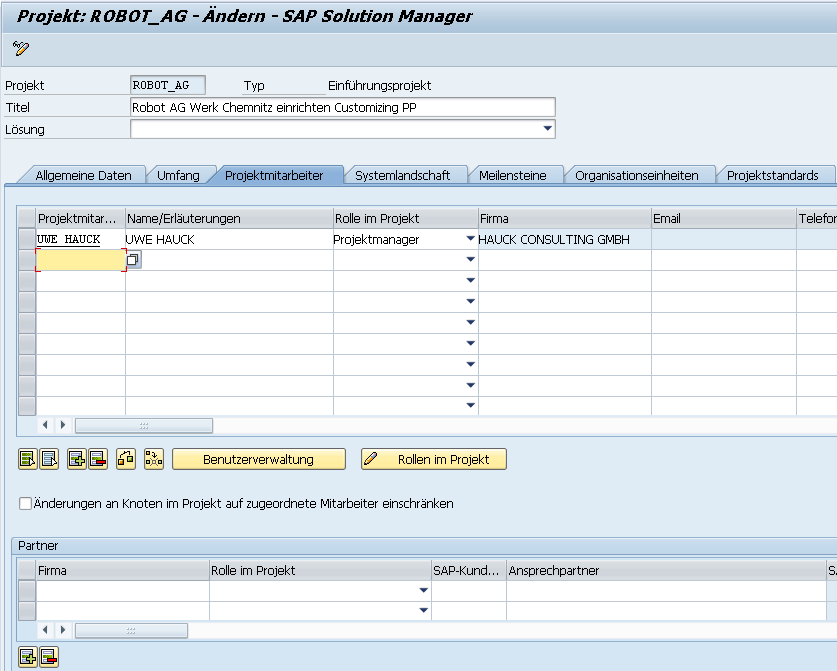 Projekt: ROBOT_AG - Ändern - SAP Solution Manager
Projekt ROBOT_AG Typ Einführungsprojekt
Titel Robot AG Werk Chemnitz einrichten Customizing PP
Lösung
Allgemeine Daten Umfang Projektmitarbeiter Systemlandschaft Meilensteine Organisationseinheiten Projektstandards
Projektmitar... Name/Erläuterungen Rolle im Projekt Firma Email Telefor
UWE HAUCK UWE HAUCK Projektmanager HAUCK CONSULTING GMBH
Benutzerverwaltung Rollen im Projekt
Änderungen an Knoten im Projekt auf zugeordnete Mitarbeiter einschränken
Partner
Firma Rolle im Projekt SAP-Kund... Ansprechpartner S